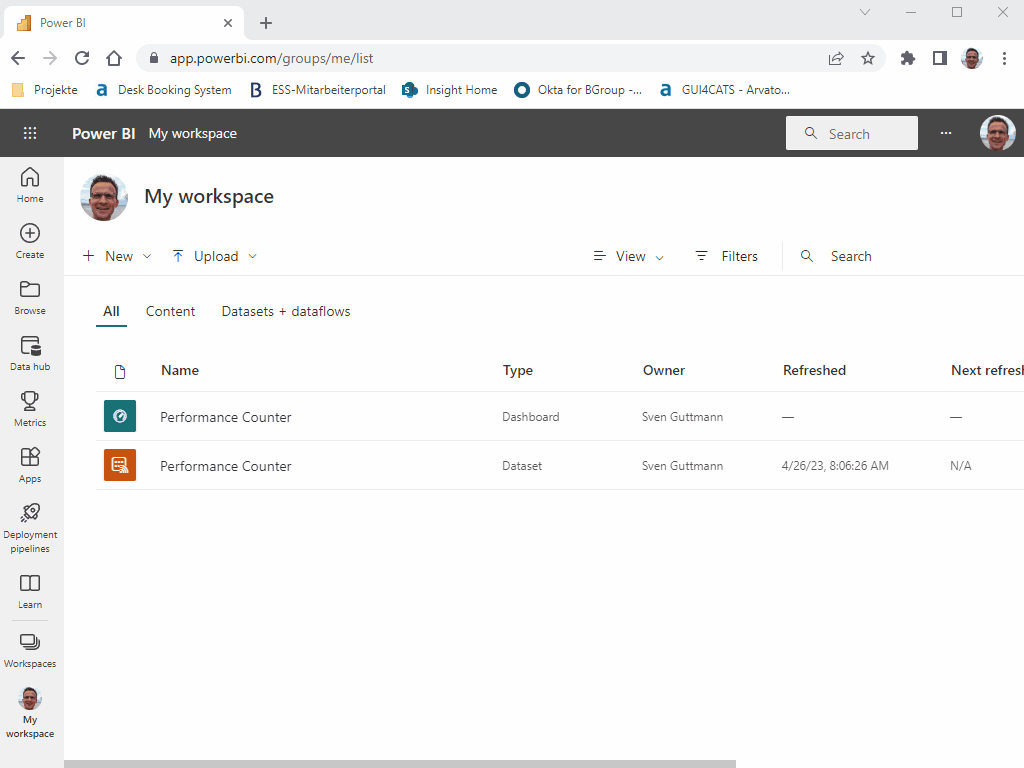 Power BI
app.powerbi.com/groups/me/list
Projekte
Desk Booking System
ESS-Mitarbeiterportal
Insight Home
Okta for BGroup -...
GUI4CATS - Arvato...
Power BI My workspace
Search
Home
Create
Browse
Data hub
Metrics
Apps
Deployment
pipelines
Learn
Workspaces
My
workspace
My workspace
New
Upload
View
Filters
Search
All
Content
Datasets + dataflows
Name Type Owner Refreshed Next refresh
Performance Counter Dashboard Sven Guttmann — —
Performance Counter Dataset Sven Guttmann 4/26/23, 8:06:26 AM N/A